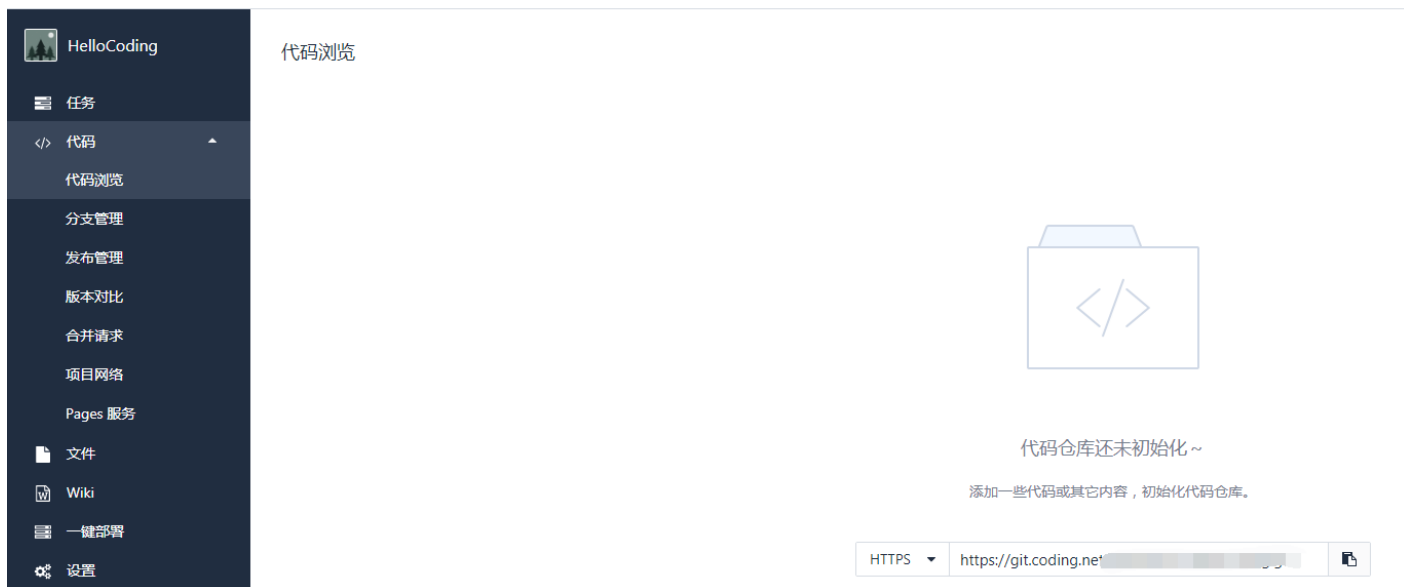 HelloCoding
任务
代码
代码浏览
分支管理
发布管理
版本对比
合并请求
项目网络
Pages 服务
文件
Wiki
一键部署
设置
代码浏览
</>
代码仓库还未初始化~
添加一些代码或其它内容，初始化代码仓库。
HTTPS https://git.coding.net